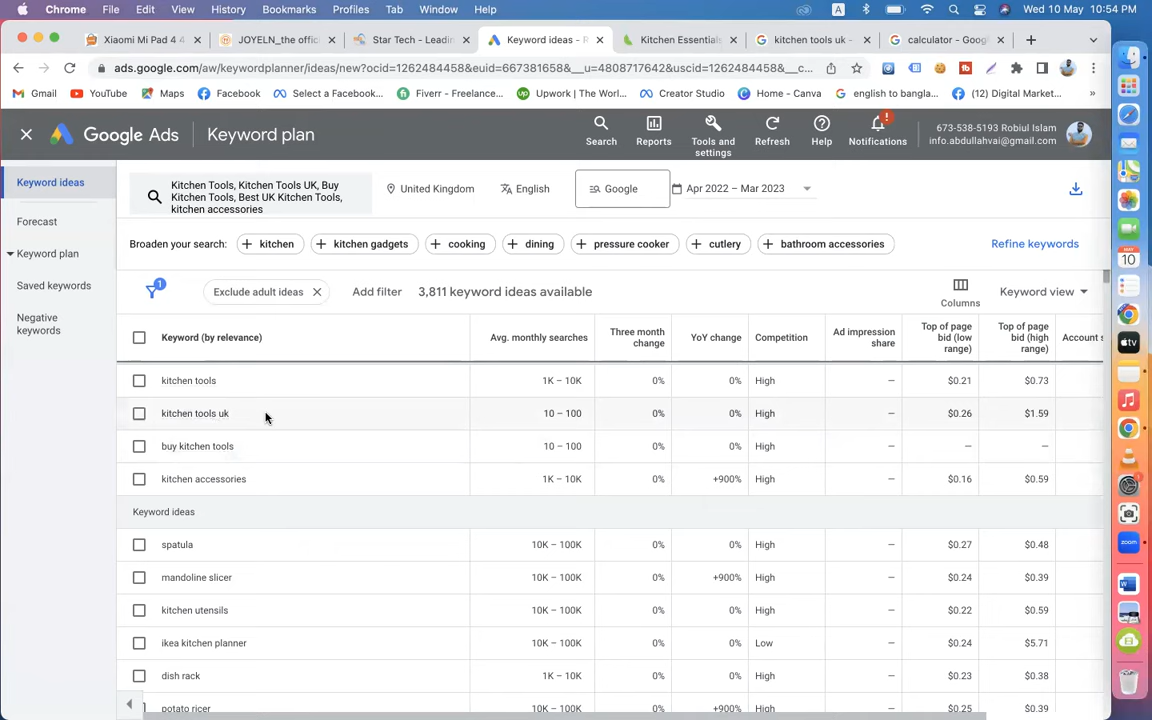 Chrome File Edit View History Bookmarks Profiles Tab Window Help A Wed 10 May 10:54 PM
Xiaomi Mi Pad 4 4 JOYELN_the offic Star Tech - Leadin Keyword ideas - P Kitchen Essentials kitchen tools uk - calculator - Goog
ads.google.com/aw/keywordplanner/ideas/new?ocid=1262484458&euid=667381658&__u=4808717642&uscid=1262484458&__c...
Gmail YouTube Maps Facebook Select a Facebook... Fiverr - Freelance... Upwork | The Worl... Creator Studio Home - Canva english to bangla... (12) Digital Market... »
Google Ads Keyword plan
Search Reports Tools and settings Refresh Help Notifications
673-538-5193 Robiul Islam
info.abdullahvai@gmail.com
Keyword ideas
Forecast
Keyword plan
Saved keywords
Negative
keywords
Kitchen Tools, Kitchen Tools UK, Buy
Kitchen Tools, Best UK Kitchen Tools,
kitchen accessories
United Kingdom English Google Apr 2022 – Mar 2023
Broaden your search: kitchen kitchen gadgets cooking dining pressure cooker cutlery bathroom accessories Refine keywords
1 Exclude adult ideas Add filter 3,811 keyword ideas available Columns Keyword view
Keyword (by relevance) Avg. monthly searches Three month change YoY change Competition Ad impression share Top of page bid (low range) Top of page bid (high range) Account s
kitchen tools 1K – 10K 0% 0% High – $0.21 $0.73
kitchen tools uk 10 – 100 0% 0% High – $0.26 $1.59
buy kitchen tools 10 – 100 0% 0% High – – –
kitchen accessories 1K – 10K 0% +900% High – $0.16 $0.59
Keyword ideas
spatula 10K – 100K 0% 0% High – $0.27 $0.48
mandoline slicer 10K – 100K 0% +900% High – $0.24 $0.39
kitchen utensils 10K – 100K 0% 0% High – $0.22 $0.59
ikea kitchen planner 10K – 100K 0% 0% Low – $0.24 $5.71
dish rack 1K – 10K 0% 0% High – $0.23 $0.38
potato ricer 10K – 100K 0% +900% High – $0.25 $0.39
MAY
10
tv
zoom